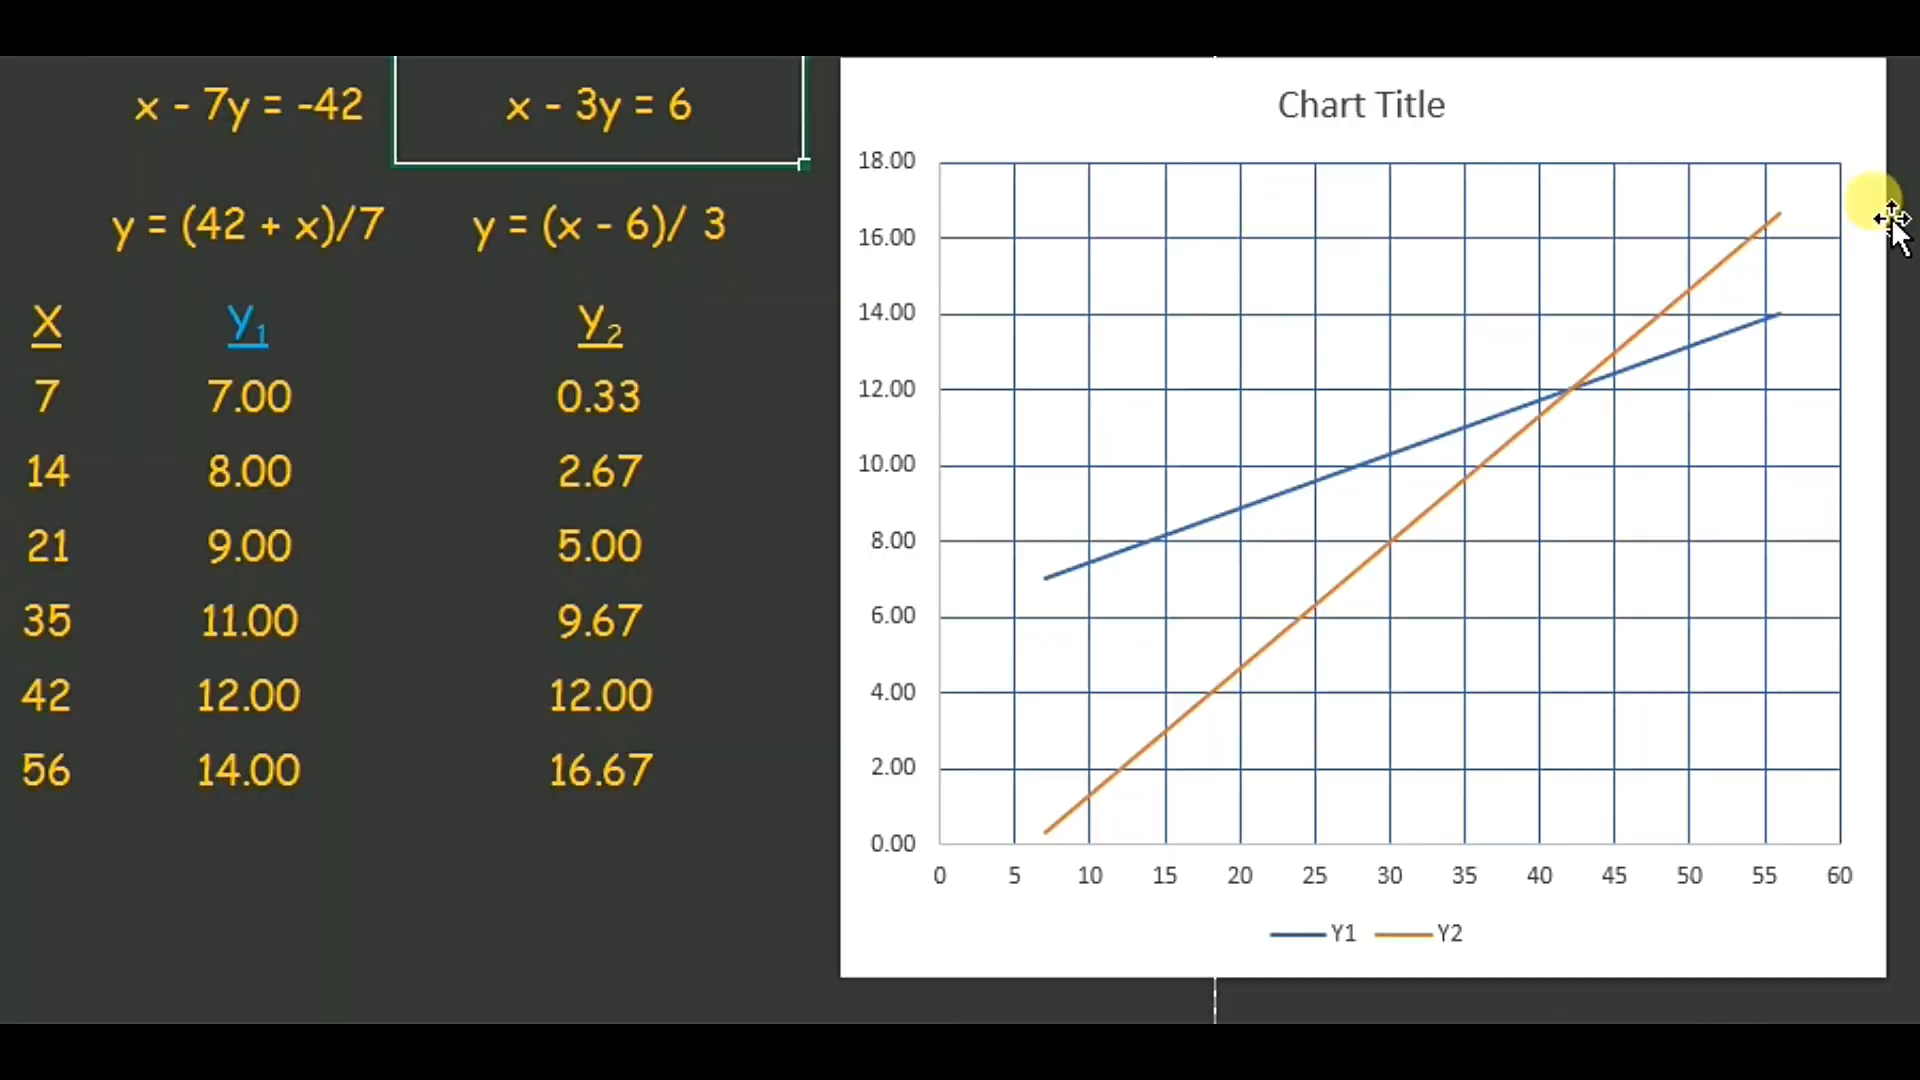 x - 7y = -42 x - 3y = 6
y = (42 + x)/7 y = (x - 6)/ 3
X Y₁ Y₂
7 7.00 0.33
14 8.00 2.67
21 9.00 5.00
35 11.00 9.67
42 12.00 12.00
56 14.00 16.67
Chart Title
18.00
16.00
14.00
12.00
10.00
8.00
6.00
4.00
2.00
0.00
0 5 10 15 20 25 30 35 40 45 50 55 60
Y1 Y2